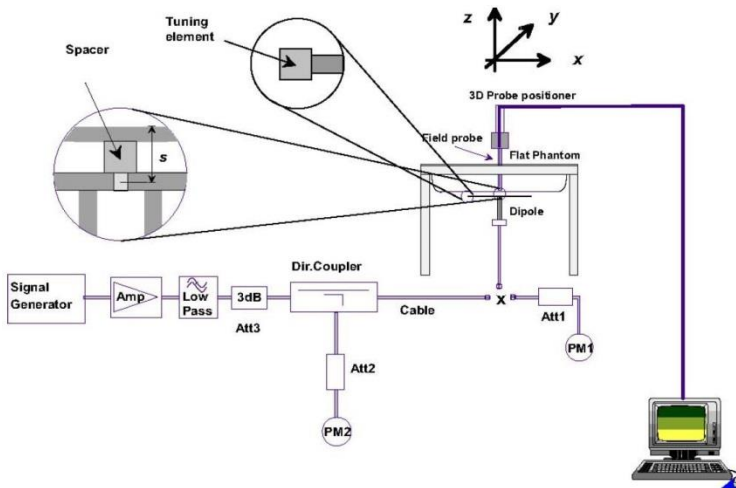 Tuning
element
Spacer
s
z
y
x
3D Probe positioner
Field probe
Flat Phantom
Dipole
Dir.Coupler
Signal
Generator
Amp
Low
Pass
3dB
Att3
Cable
x
Att1
PM1
Att2
PM2